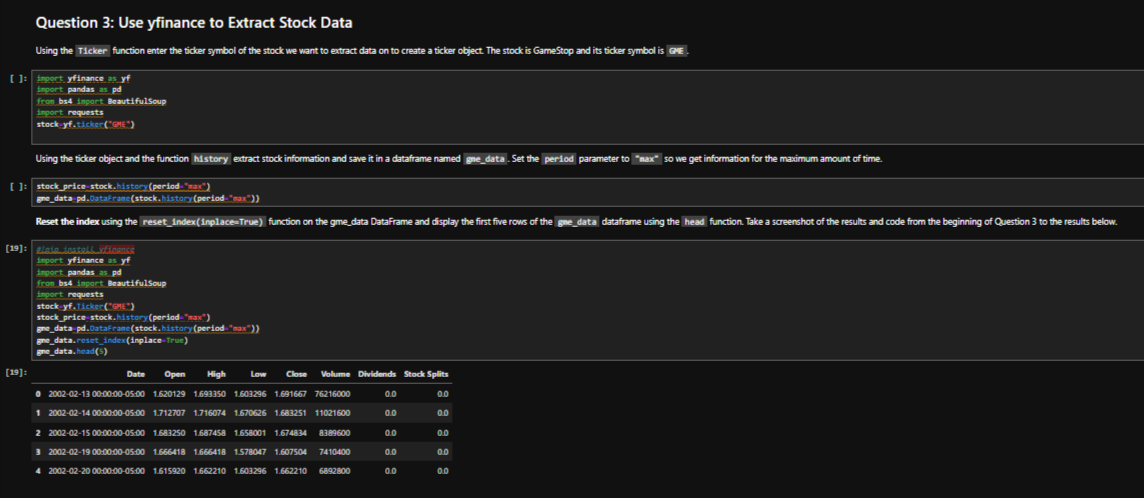 Question 3: Use yfinance to Extract Stock Data
Using the Ticker function enter the ticker symbol of the stock we want to extract data on to create a ticker object. The stock is GameStop and its ticker symbol is GME .
[ ]: import yfinance as yf
import pandas as pd
from bs4 import BeautifulSoup
import requests
stock=yf.ticker("GME")
Using the ticker object and the function history extract stock information and save it in a dataframe named gme_data . Set the period parameter to "max" so we get information for the maximum amount of time.
[ ]: stock_price=stock.history(period="max")
gme_data=pd.DataFrame(stock.history(period="max"))
Reset the index using the reset_index(inplace=True) function on the gme_data DataFrame and display the first five rows of the gme_data dataframe using the head function. Take a screenshot of the results and code from the beginning of Question 3 to the results below.
[19]: #!pip install yfinance
import yfinance as yf
import pandas as pd
from bs4 import BeautifulSoup
import requests
stock=yf.Ticker("GME")
stock_price=stock.history(period="max")
gme_data=pd.DataFrame(stock.history(period="max"))
gme_data.reset_index(inplace=True)
gme_data.head(5)
[19]: Date Open High Low Close Volume Dividends Stock Splits
0 2002-02-13 00:00:00-05:00 1.620129 1.693350 1.603296 1.691667 76216000 0.0 0.0
1 2002-02-14 00:00:00-05:00 1.712707 1.716074 1.670626 1.683251 11021600 0.0 0.0
2 2002-02-15 00:00:00-05:00 1.683250 1.687458 1.658001 1.674834 8389600 0.0 0.0
3 2002-02-19 00:00:00-05:00 1.666418 1.666418 1.578047 1.607504 7410400 0.0 0.0
4 2002-02-20 00:00:00-05:00 1.615920 1.662210 1.603296 1.662210 6892800 0.0 0.0